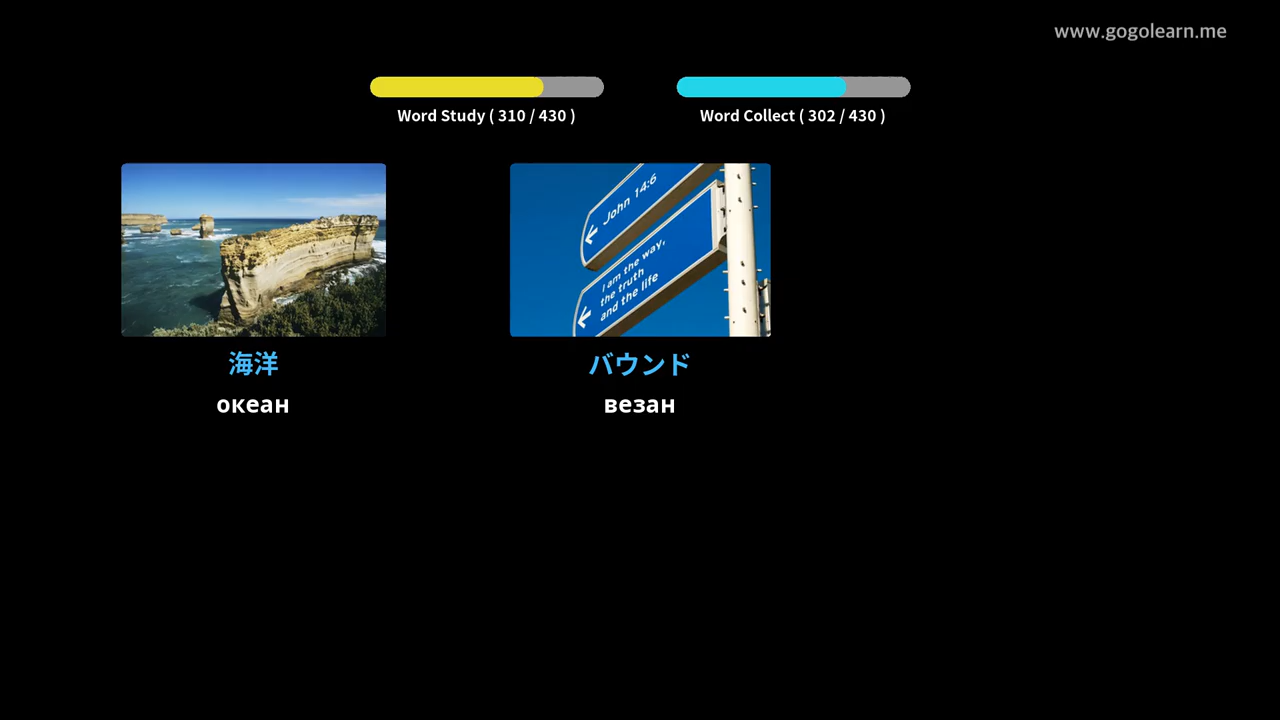 www.gogolearn.me
Word Study ( 310 / 430 )
Word Collect ( 302 / 430 )
John 14:6
I am the way,
the truth
and the life
海洋
バウンド
океан
везан